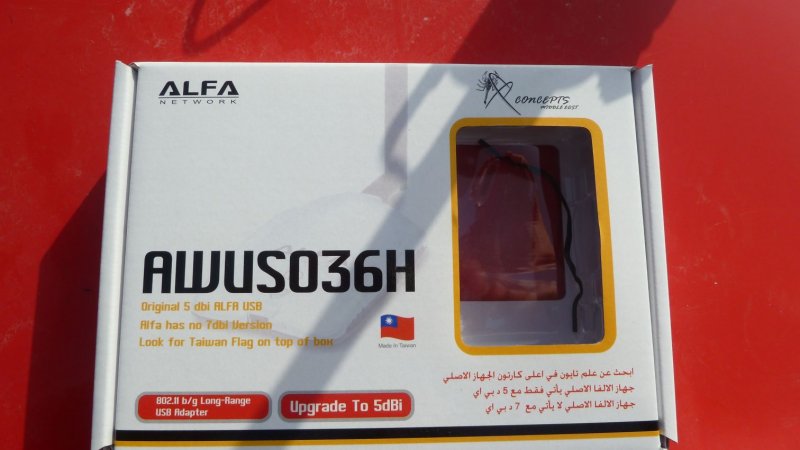 ALFA
NETWORK
CONCEPTS
MIDDLE EAST
AWUS036H
Original 5 dbi ALFA USB
Alfa has no 7dbi Version
Look for Taiwan Flag on top of box
Made in Taiwan
802.11 b/g Long-Range
USB Adapter
Upgrade To 5dBi
ابحث عن علم تايون في اعلى كارتون الجهاز الاصلي
جهاز الالفا الاصلي يأتي فقط مع 5 د بي اي
جهاز الالفا الاصلي لا يأتي مع 7 د بي اي